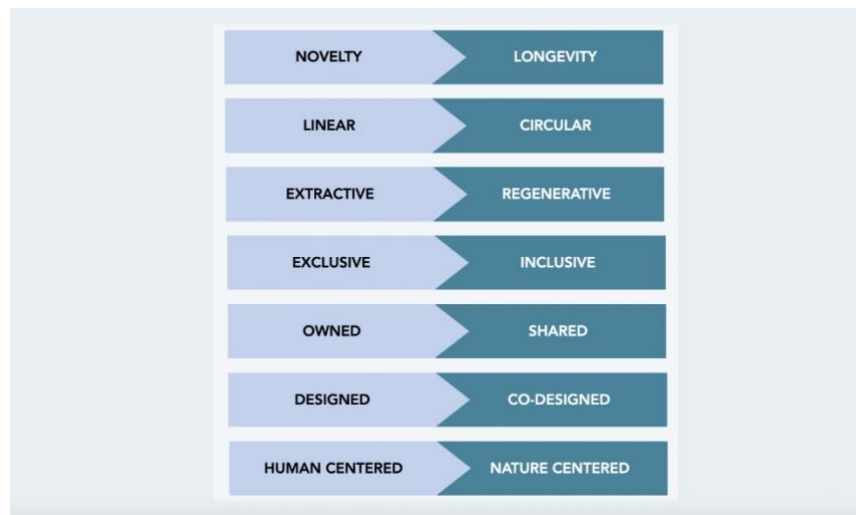 NOVELTY LONGEVITY
LINEAR CIRCULAR
EXTRACTIVE REGENERATIVE
EXCLUSIVE INCLUSIVE
OWNED SHARED
DESIGNED CO-DESIGNED
HUMAN CENTERED NATURE CENTERED